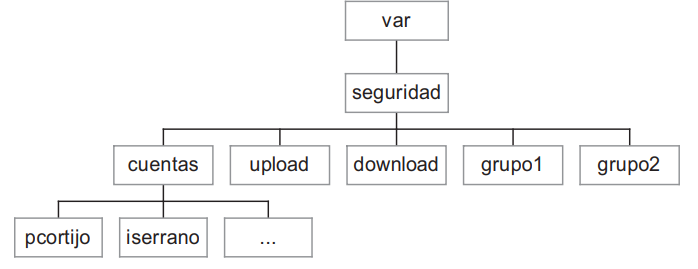 var
seguridad
cuentas
upload
download
grupo1
grupo2
pcortijo
iserrano
...